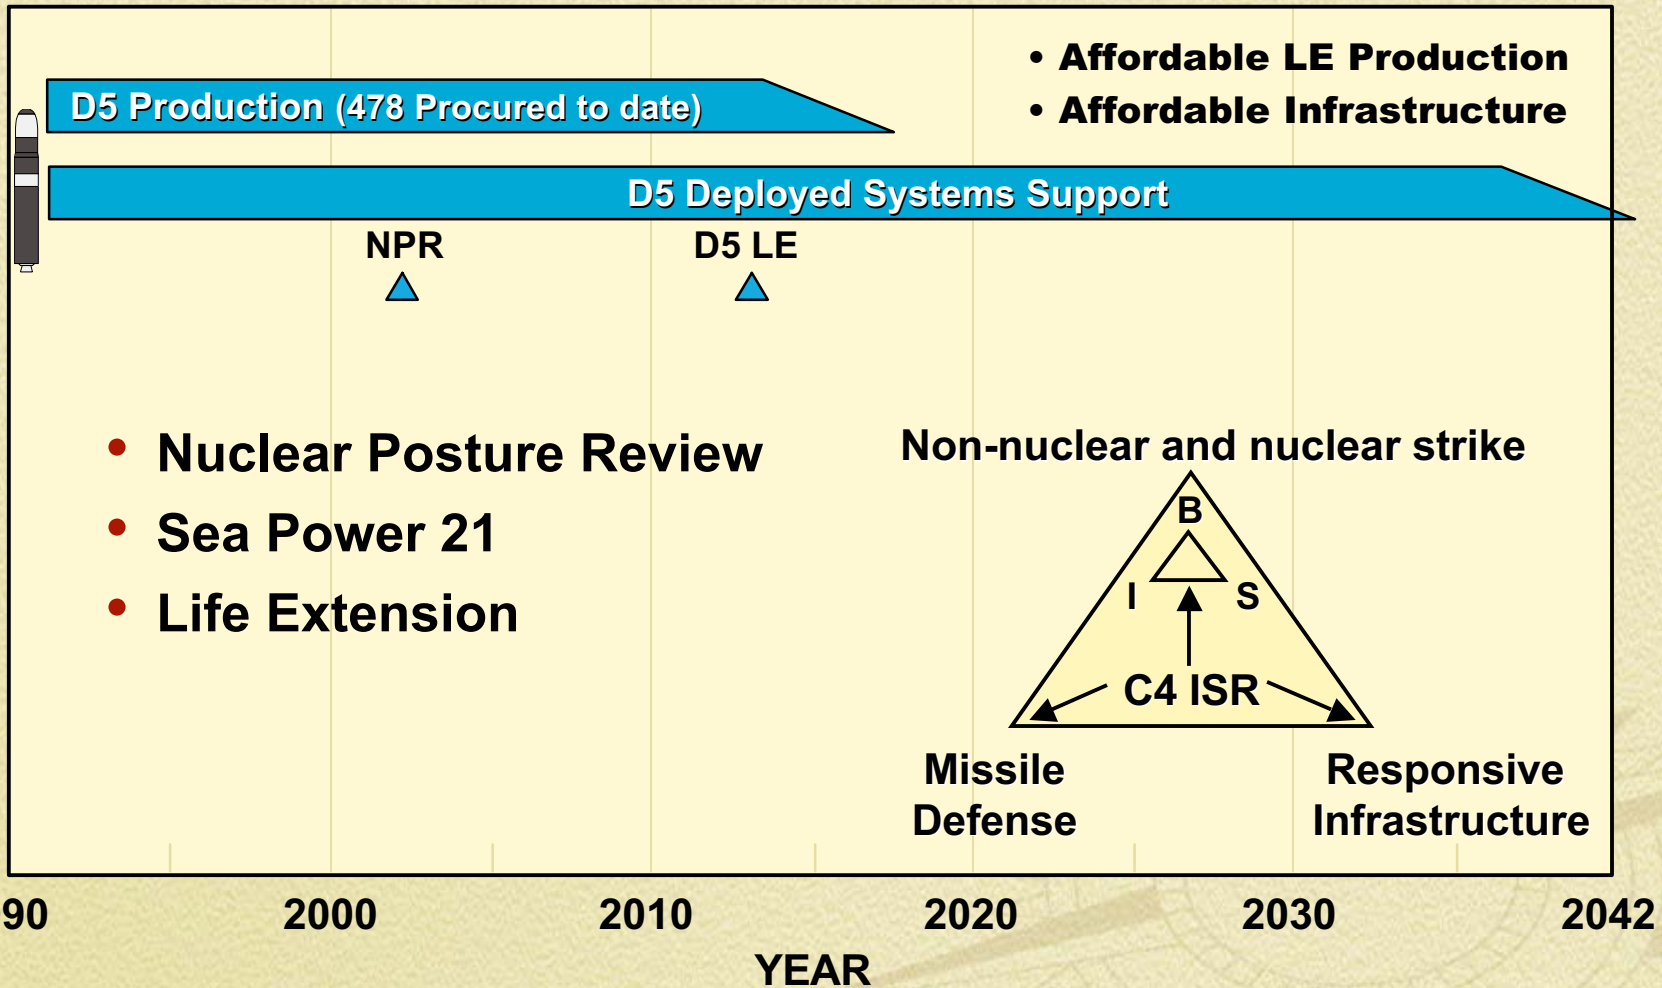 • Affordable LE Production
• Affordable Infrastructure
D5 Production (478 Procured to date)
D5 Deployed Systems Support
NPR
D5 LE
• Nuclear Posture Review
• Sea Power 21
• Life Extension
Non-nuclear and nuclear strike
B
I
S
C4 ISR
Missile
Defense
Responsive
Infrastructure
90
2000
2010
2020
2030
2042
YEAR